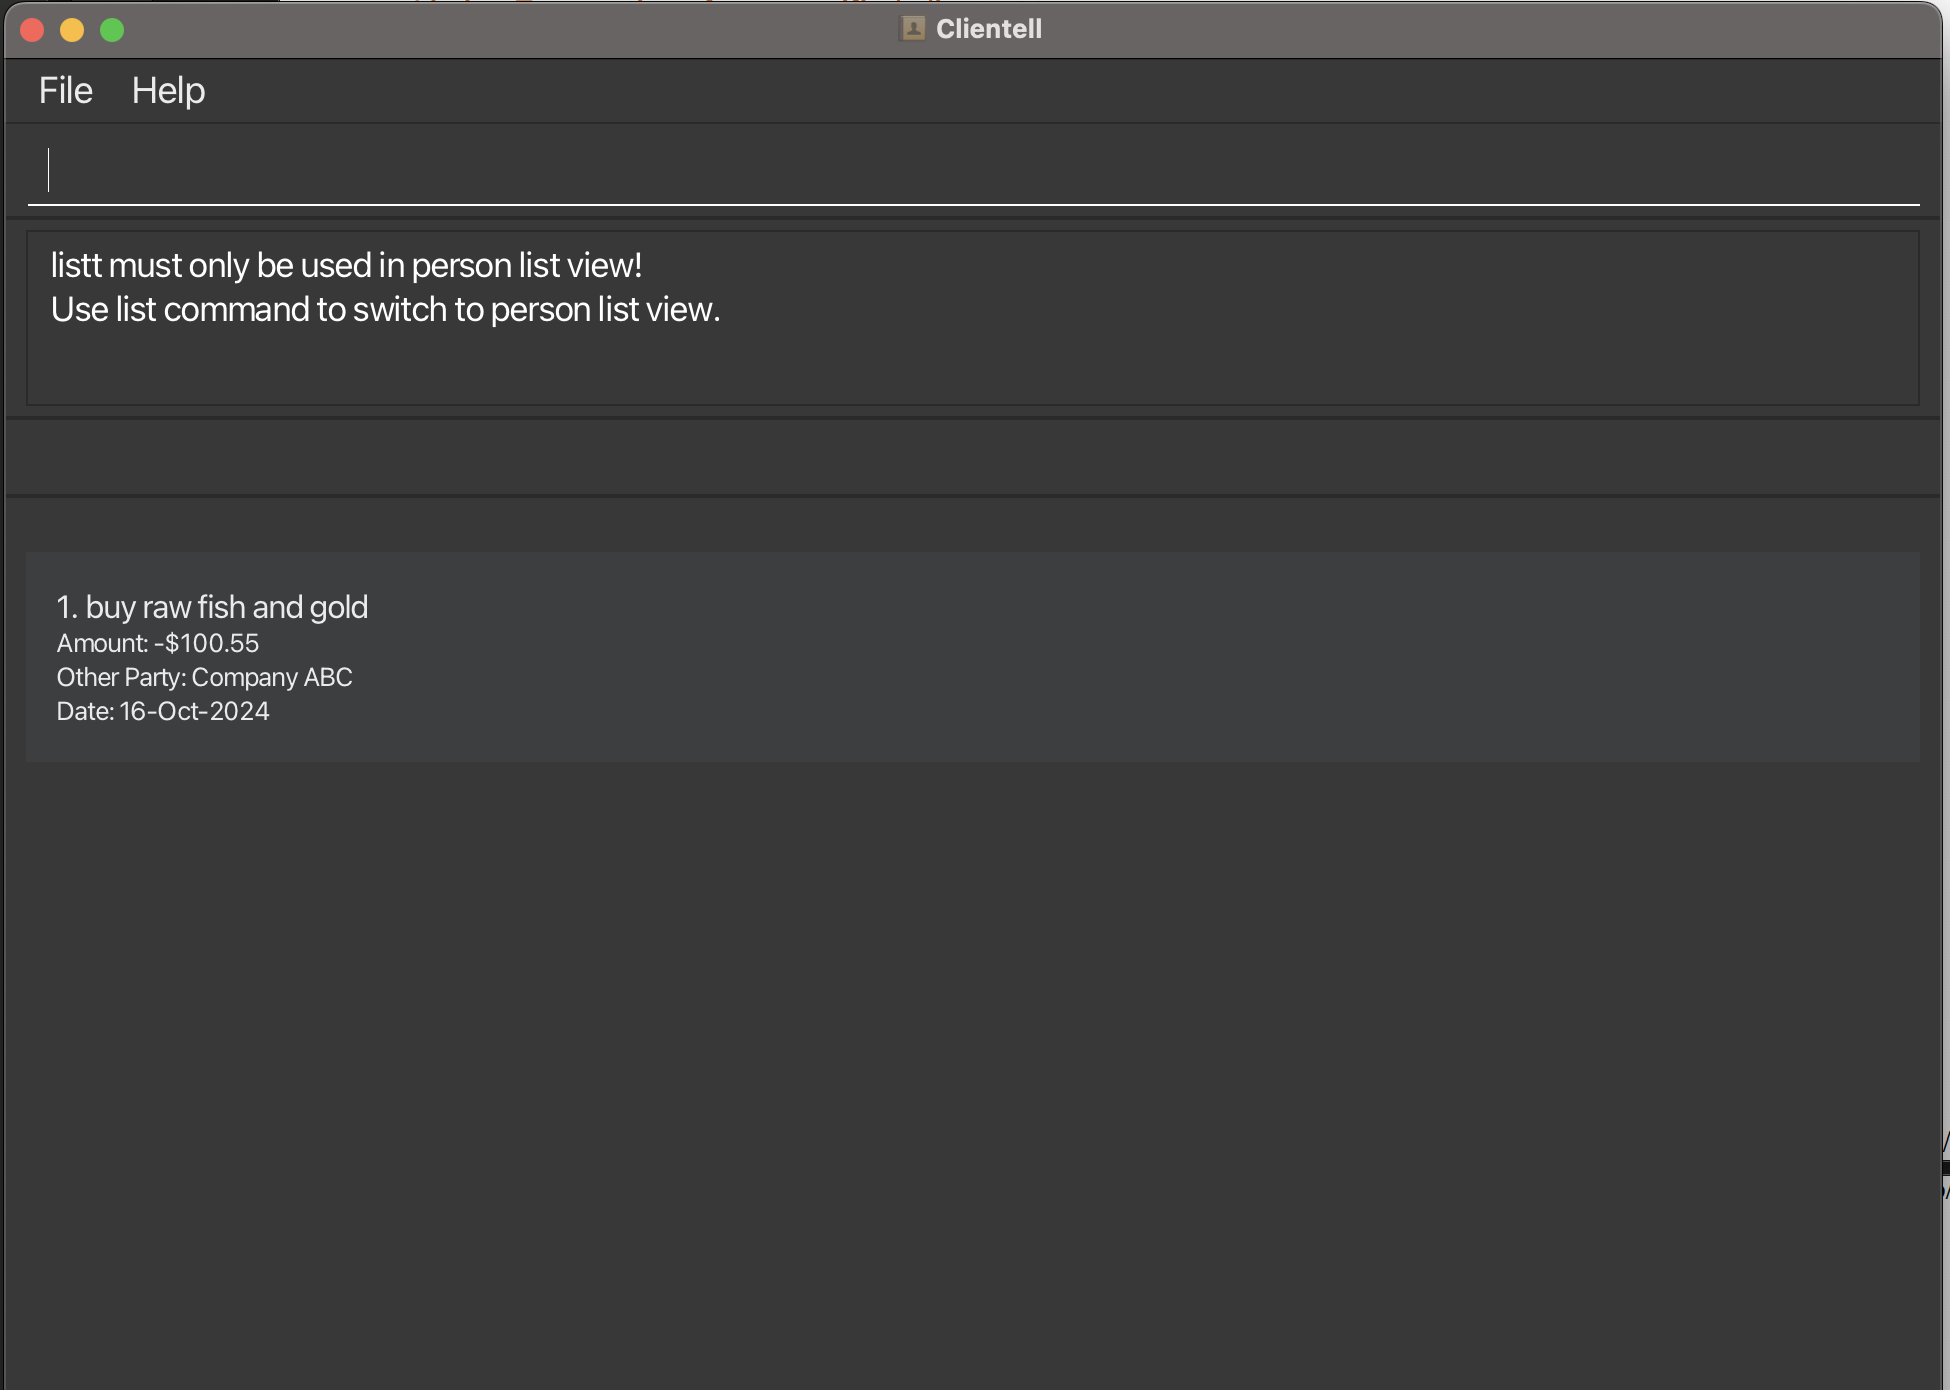 Clientell
File Help
listt must only be used in person list view!
Use list command to switch to person list view.
1. buy raw fish and gold
Amount: -$100.55
Other Party: Company ABC
Date: 16-Oct-2024